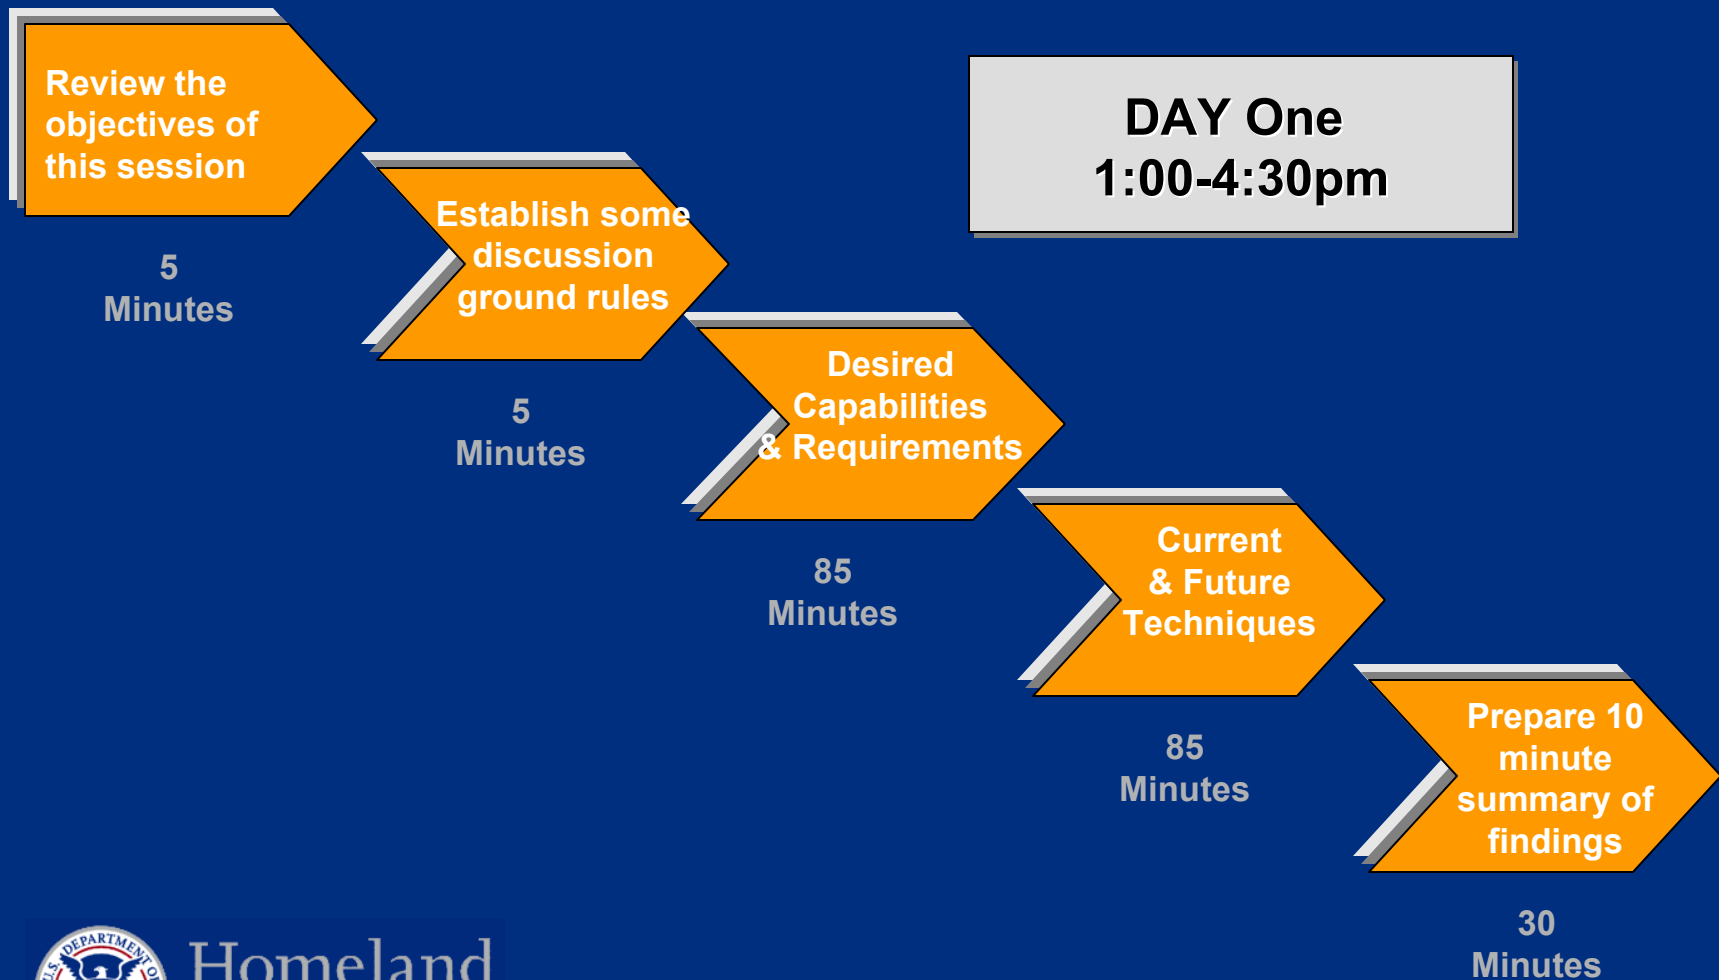 Review the
objectives of
this session
5
Minutes
DAY One
1:00-4:30pm
Establish some
discussion
ground rules
5
Minutes
Desired
Capabilities
& Requirements
85
Minutes
Current
& Future
Techniques
85
Minutes
Prepare 10
minute
summary of
findings
30
Minutes
U.S. DEPARTMENT OF
Homeland